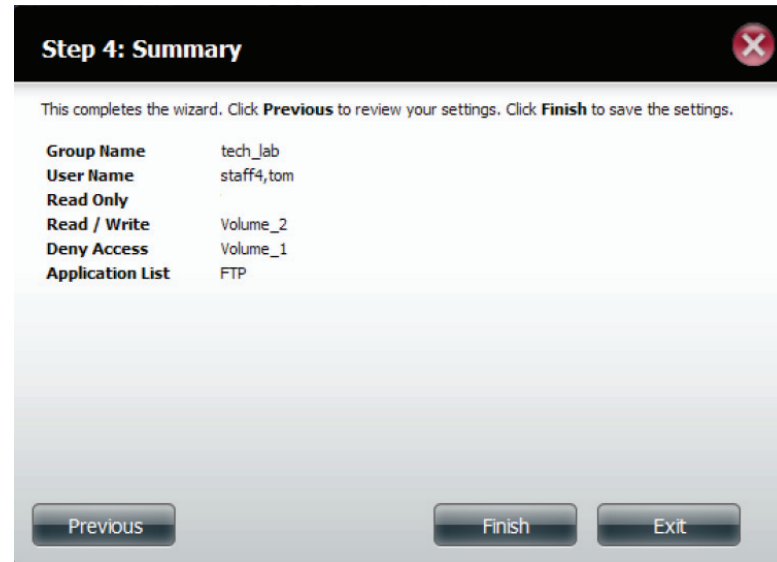 Step 4: Summary
This completes the wizard. Click Previous to review your settings. Click Finish to save the settings.
Group Name tech_lab
User Name staff4,tom
Read Only
Read / Write Volume_2
Deny Access Volume_1
Application List FTP
Previous Finish Exit